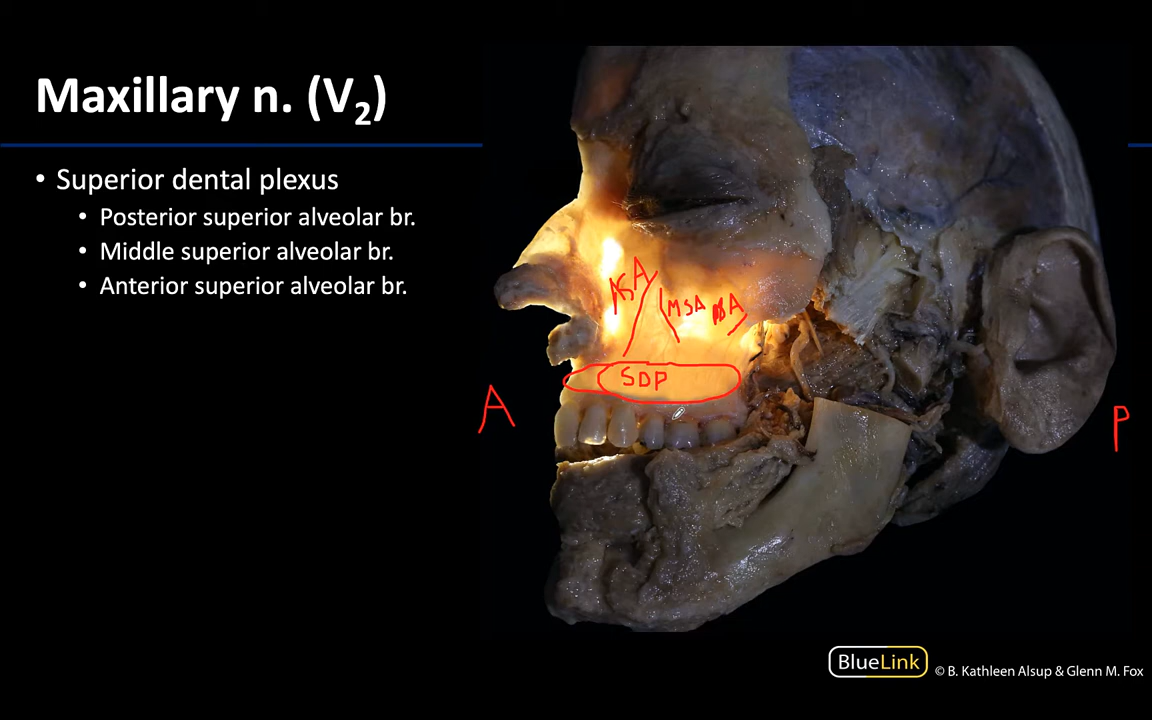 Maxillary n. (V₂)
• Superior dental plexus
• Posterior superior alveolar br.
• Middle superior alveolar br.
• Anterior superior alveolar br.
ASA
MSA
PSA
SDP
A
P
BlueLink
© B. Kathleen Alsup & Glenn M. Fox